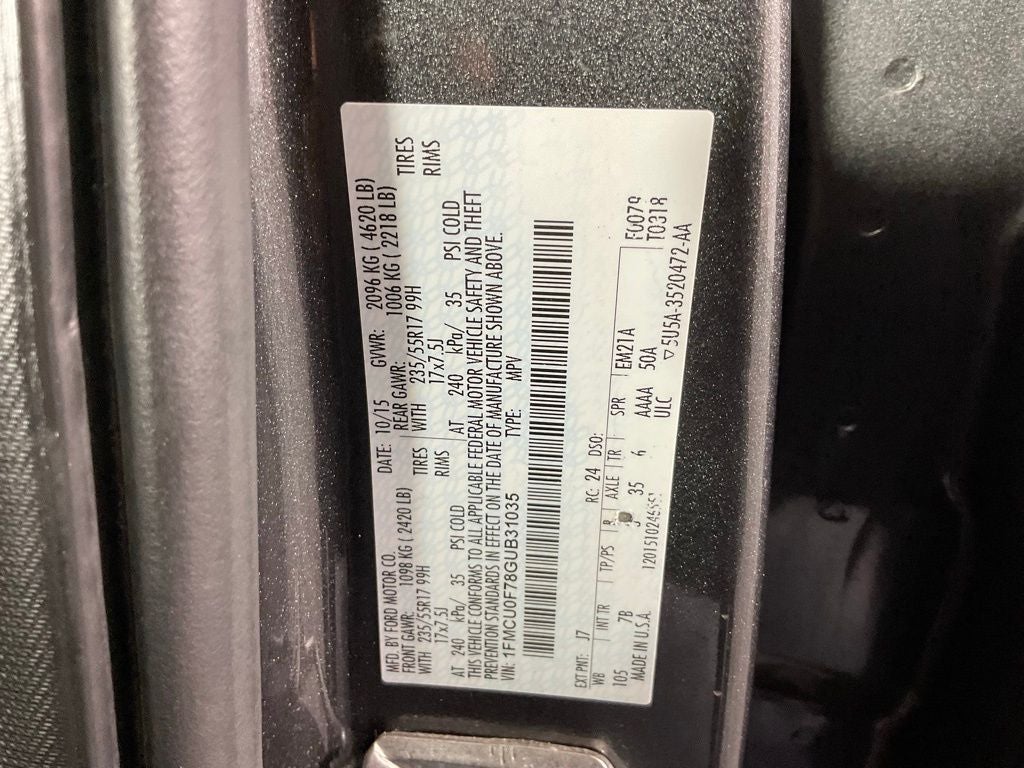 MFD. BY FORD MOTOR CO. DATE: 10/15 GVWR: 2096 KG ( 4620 LB)
FRONT GAWR: 1098 KG ( 2420 LB) REAR GAWR: 1006 KG ( 2218 LB)
WITH 235/55R17 99H TIRES WITH 235/55R17 99H TIRES
17x7.5J RIMS 17x7.5J RIMS
AT 240 kPa/ 35 PSI COLD AT 240 kPa/ 35 PSI COLD
THIS VEHICLE CONFORMS TO ALL APPLICABLE FEDERAL MOTOR VEHICLE SAFETY AND THEFT
PREVENTION STANDARDS IN EFFECT ON THE DATE OF MANUFACTURE SHOWN ABOVE.
VIN: 1FMCU0F78GUB31035 TYPE: MPV
EXT PNT: J7 RC: 24 DSO: F0079
WB INT TR TP/PS R AXLE TR SPR EM21A T0318
105 7B 35 6 AAAA 50A
MADE IN U.S.A. ULC ▽5U5A-3520472-AA